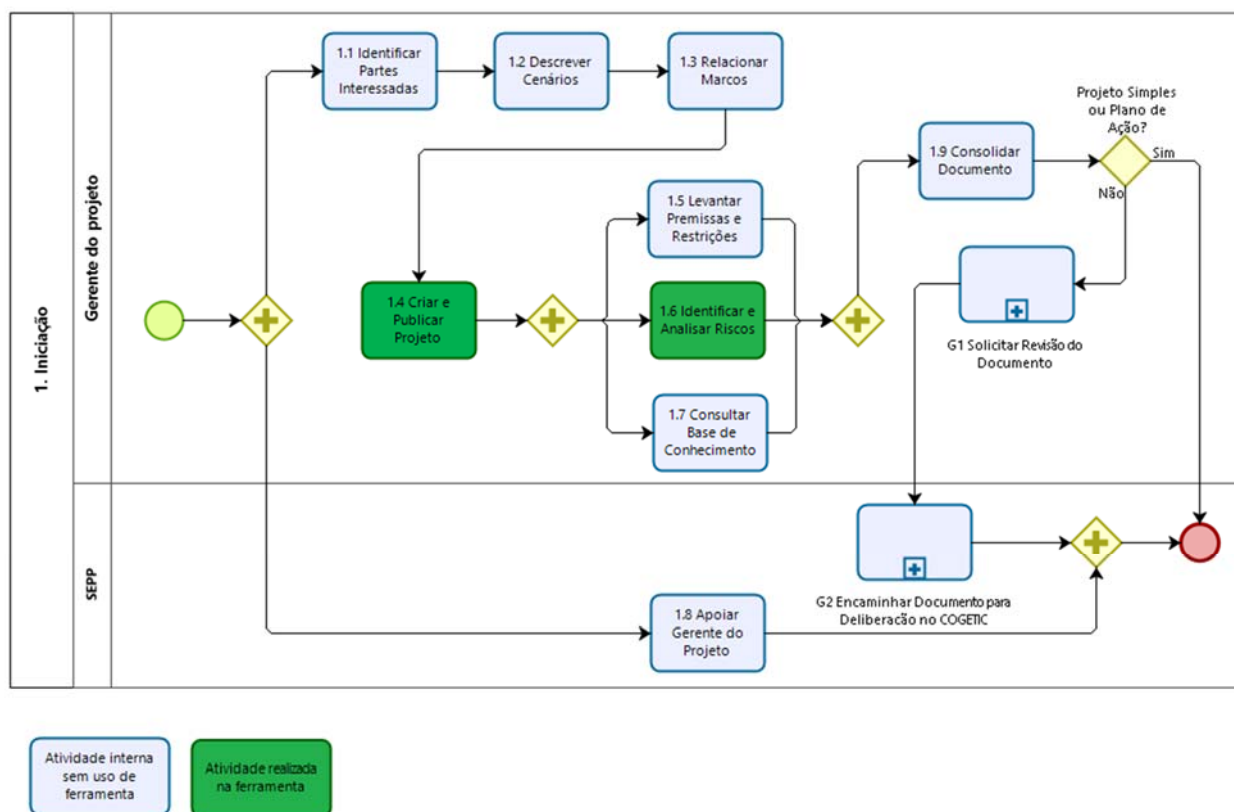 1. Iniciação
Gerente do projeto
1.1 Identificar
Partes
Interessadas
1.2 Descrever
Cenários
1.3 Relacionar
Marcos
Projeto Simples
ou Plano de
Ação?
Sim
Não
1.9 Consolidar
Documento
1.5 Levantar
Premissas e
Restrições
1.4 Criar e
Publicar
Projeto
1.6 Identificar e
Analisar Riscos
1.7 Consultar
Base de
Conhecimento
G1 Solicitar Revisão do
Documento
SEPP
G2 Encaminhar Documento para
Deliberacão no COGETIC
1.8 Apoiar
Gerente do
Projeto
Atividade interna
sem uso de
ferramenta
Atividade realizada
na ferramenta